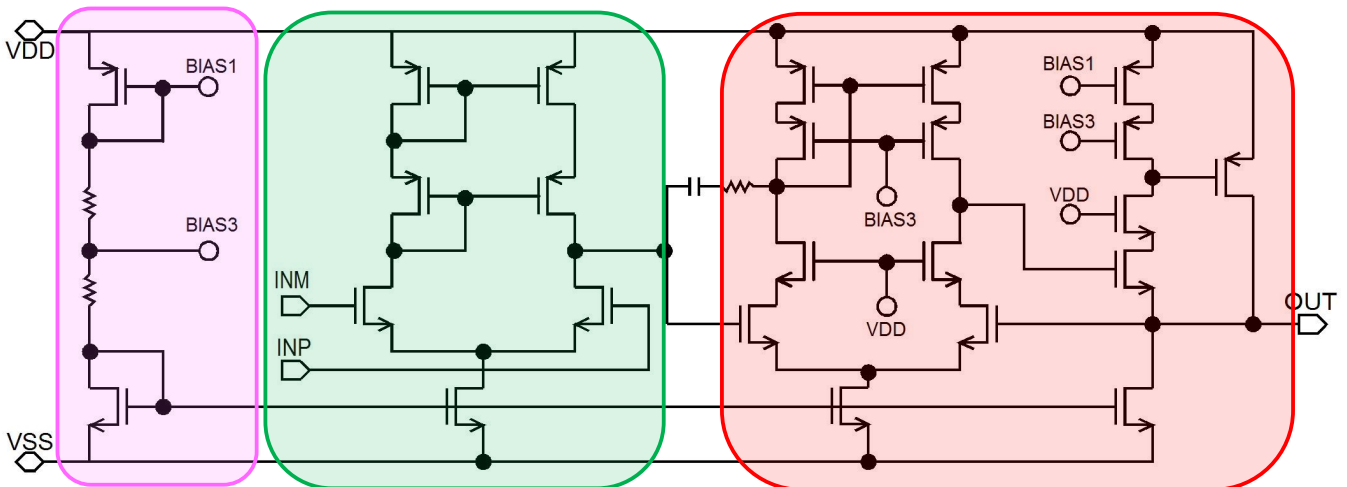 VDD
BIAS1
BIAS3
VSS
INM
INP
BIAS3
VDD
BIAS1
BIAS3
VDD
OUT